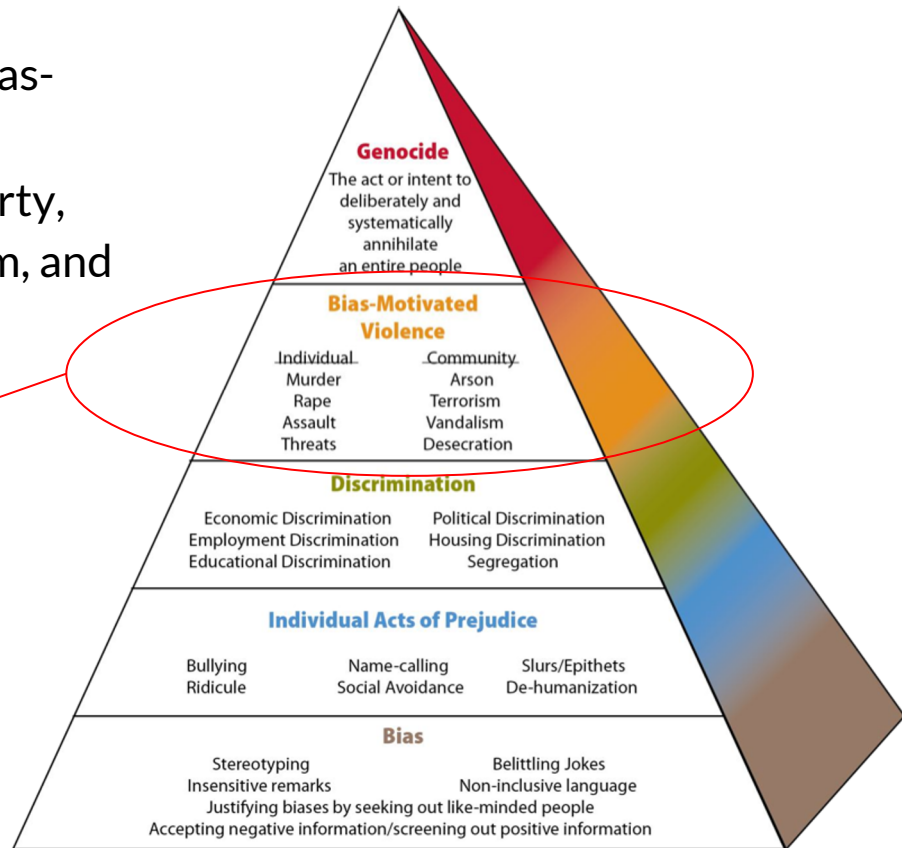 as-
rty,
m, and
Genocide
The act or intent to
deliberately and
systematically
annihilate
an entire people
Bias-Motivated
Violence
Individual Community
Murder Arson
Rape Terrorism
Assault Vandalism
Threats Desecration
Discrimination
Economic Discrimination Political Discrimination
Employment Discrimination Housing Discrimination
Educational Discrimination Segregation
Individual Acts of Prejudice
Bullying Name-calling Slurs/Epithets
Ridicule Social Avoidance De-humanization
Bias
Stereotyping Belittling Jokes
Insensitive remarks Non-inclusive language
Justifying biases by seeking out like-minded people
Accepting negative information/screening out positive information